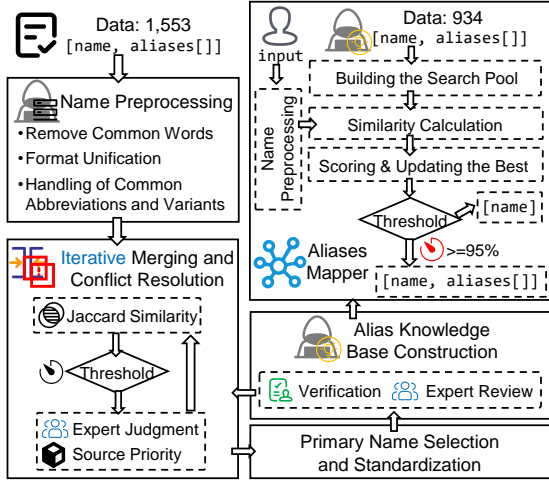 Data: 1,553
[name, aliases[]]
Name Preprocessing
•Remove Common Words
•Format Unification
•Handling of Common
Abbreviations and Variants
Iterative Merging and
Conflict Resolution
Jaccard Similarity
Threshold
Expert Judgment
Source Priority
Data: 934
[name, aliases[]]
input
Building the Search Pool
Name
Preprocessing
Similarity Calculation
Scoring & Updating the Best
Threshold
[name]
>=95%
Aliases
Mapper
[name, aliases[]]
Alias Knowledge
Base Construction
Verification
Expert Review
Primary Name Selection
and Standardization